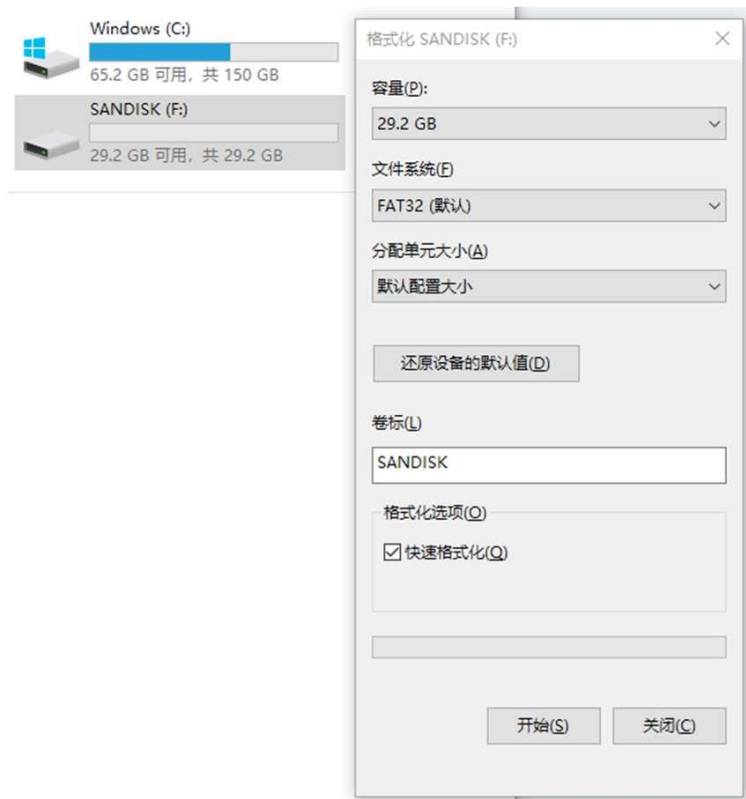 Windows (C:)
65.2 GB 可用, 共 150 GB
SANDISK (F:)
29.2 GB 可用, 共 29.2 GB
格式化 SANDISK (F:)
容量(P):
29.2 GB
文件系统(F)
FAT32 (默认)
分配单元大小(A)
默认配置大小
还原设备的默认值(D)
卷标(L)
SANDISK
格式化选项(O)
快速格式化(Q)
开始(S)
关闭(C)